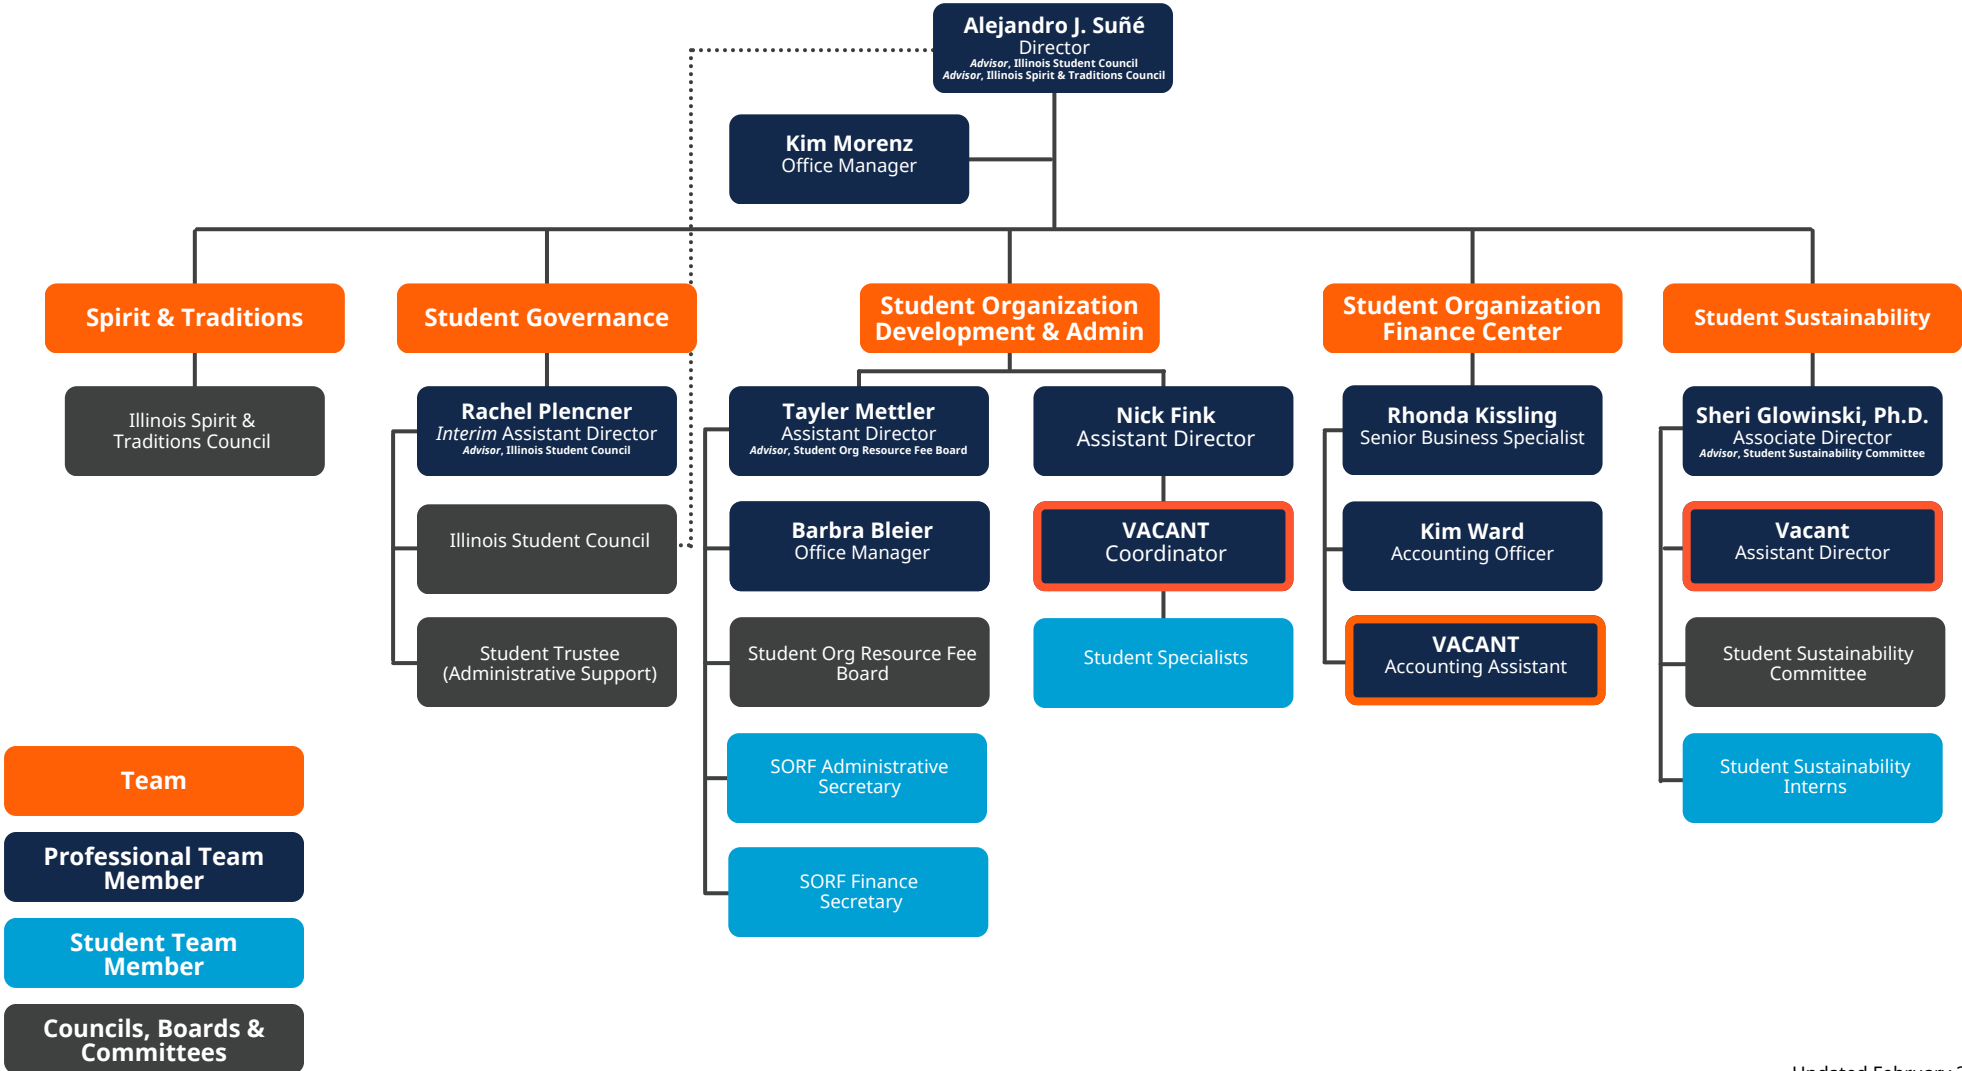 Alejandro J. Suñé
Director
Advisor, Illinois Student Council
Advisor, Illinois Spirit & Traditions Council
Kim Morenz
Office Manager
Spirit & Traditions
Student Governance
Student Organization
Development & Admin
Student Organization
Finance Center
Student Sustainability
Illinois Spirit &
Traditions Council
Rachel Plencner
Interim Assistant Director
Advisor, Illinois Student Council
Tayler Mettler
Assistant Director
Advisor, Student Org Resource Fee Board
Nick Fink
Assistant Director
Rhonda Kissling
Senior Business Specialist
Sheri Glowinski, Ph.D.
Associate Director
Advisor, Student Sustainability Committee
Illinois Student Council
Barbra Bleier
Office Manager
VACANT
Coordinator
Kim Ward
Accounting Officer
Vacant
Assistant Director
Student Trustee
(Administrative Support)
Student Org Resource Fee
Board
Student Specialists
VACANT
Accounting Assistant
Student Sustainability
Committee
SORF Administrative
Secretary
Student Sustainability
Interns
SORF Finance
Secretary
Team
Professional Team
Member
Student Team
Member
Councils, Boards &
Committees
Updated February